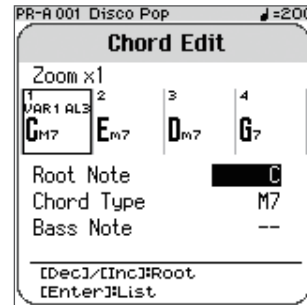 PR-A 001 Disco Pop ♩=200
Chord Edit
Zoom x1
1 2 3 4
VAR1 AL3
CM7 Em7 Dm7 G7
Root Note C
Chord Type M7
Bass Note --
[Dec]/[Inc]:Root
[Enter]:List